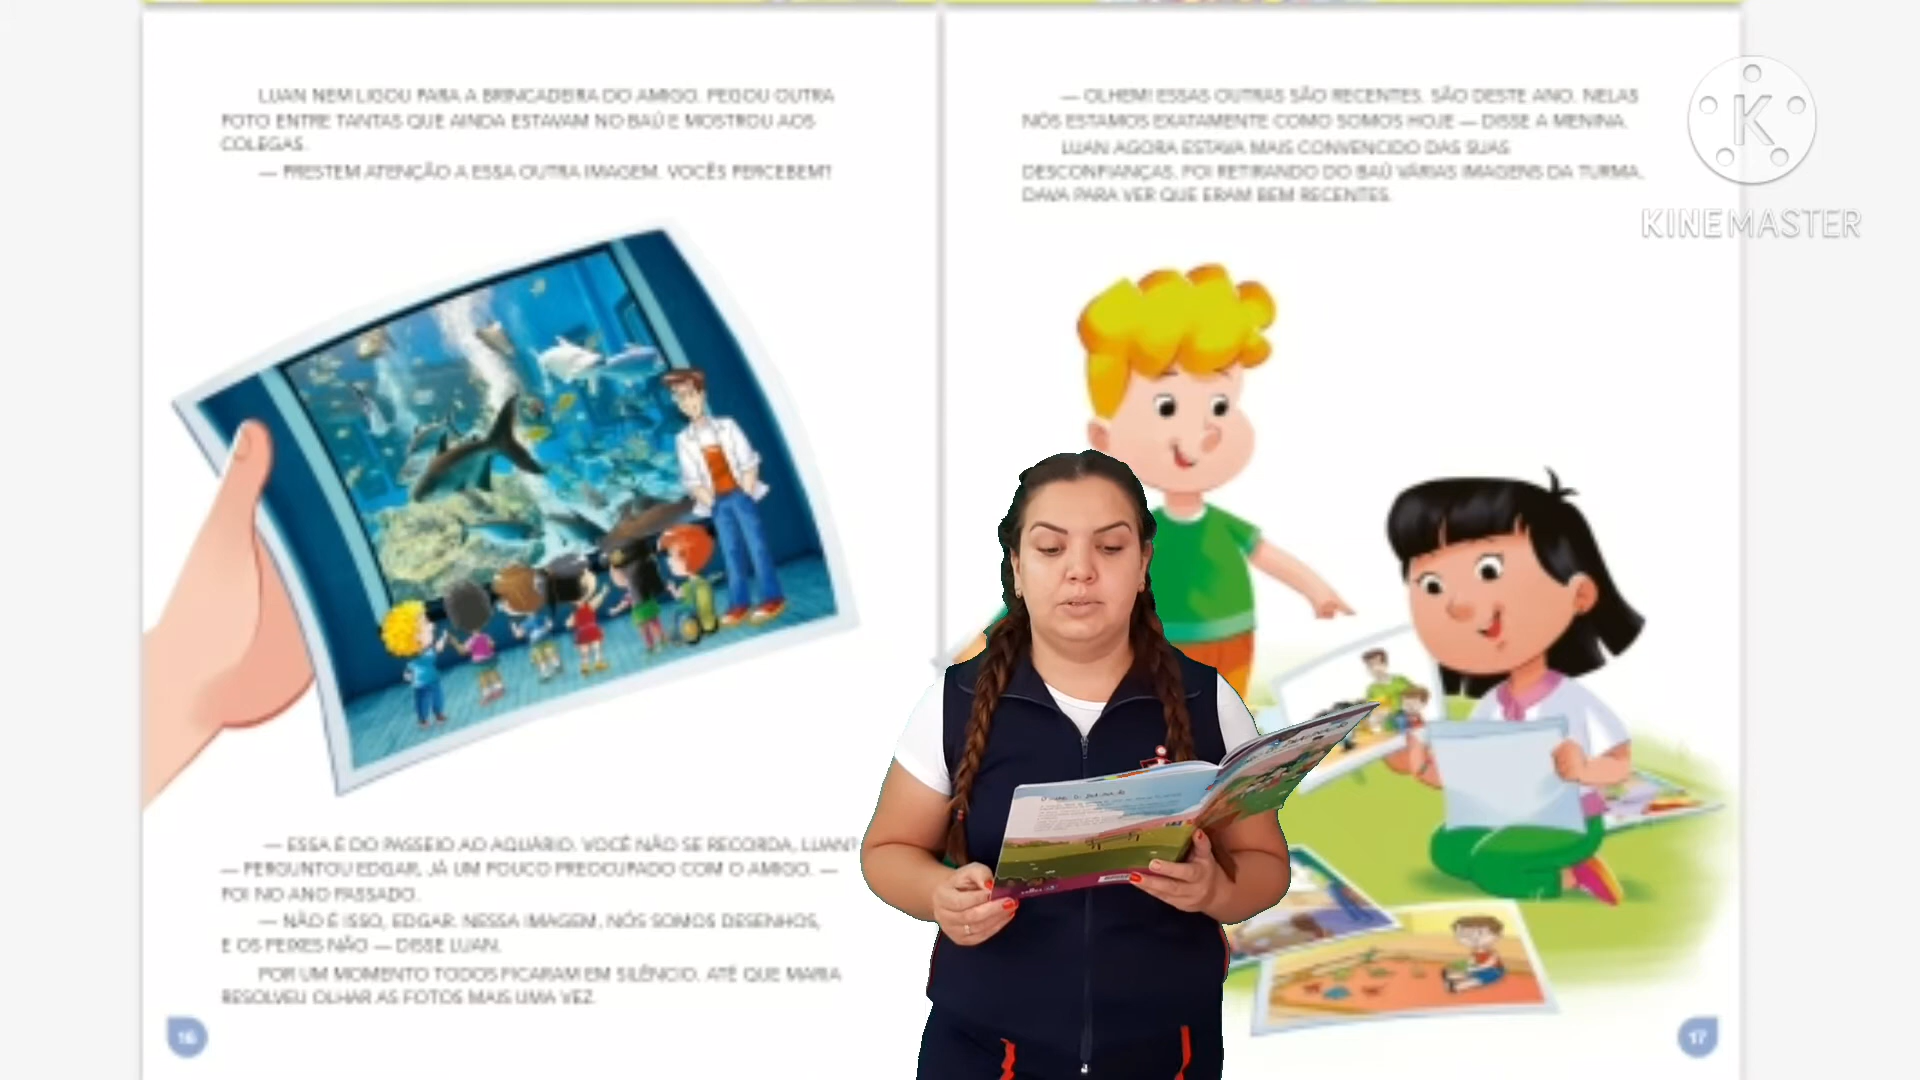 LUAN NEM LIGOU PARA A BRINCADEIRA DO AMIGO. PEGOU OUTRA
FOTO ENTRE TANTAS QUE AINDA ESTAVAM NO BAÚ E MOSTROU AOS
COLEGAS.
— PRESTEM ATENÇÃO A ESSA OUTRA IMAGEM. VOCÊS PERCEBEM?
— ESSA É DO PASSEIO AO AQUÁRIO. VOCÊ NÃO SE RECORDA, LUAN?
— PERGUNTOU EDGAR, JÁ UM POUCO PREOCUPADO COM O AMIGO. —
FOI NO ANO PASSADO.
— NÃO É ISSO, EDGAR. NESSA IMAGEM, NÓS SOMOS DESENHOS,
E OS PEIXES NÃO — DISSE LUAN.
POR UM MOMENTO TODOS FICARAM EM SILÊNCIO. ATÉ QUE MARIA
RESOLVEU OLHAR AS FOTOS MAIS UMA VEZ.
16
— OLHEM! ESSAS OUTRAS SÃO RECENTES. SÃO DESTE ANO. NELAS
NÓS ESTAMOS EXATAMENTE COMO SOMOS HOJE — DISSE A MENINA.
LUAN AGORA ESTAVA MAIS CONVENCIDO DAS SUAS
DESCONFIANÇAS. FOI RETIRANDO DO BAÚ VÁRIAS IMAGENS DA TURMA.
DAVA PARA VER QUE ERAM BEM RECENTES.
17
K
KINEMASTER